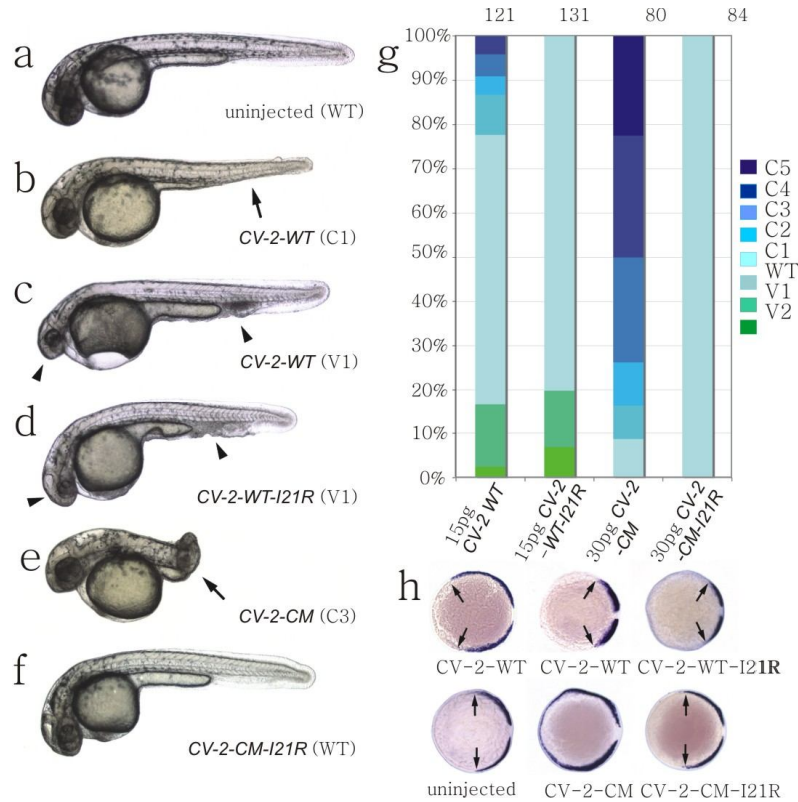 a
uninjected (WT)
b
CV-2-WT (C1)
c
CV-2-WT (V1)
d
CV-2-WT-I21R (V1)
e
CV-2-CM (C3)
f
CV-2-CM-I21R (WT)
g
121 131 80 84
100%
90%
80%
70%
60%
50%
40%
30%
20%
10%
0%
15pg
CV-2 WT
15pg CV-2
-WT-I21R
30pg CV-2
-CM
30pg CV-2
-CM-I21R
C5
C4
C3
C2
C1
WT
V1
V2
h
CV-2-WT CV-2-WT CV-2-WT-I21R
uninjected CV-2-CM CV-2-CM-I21R